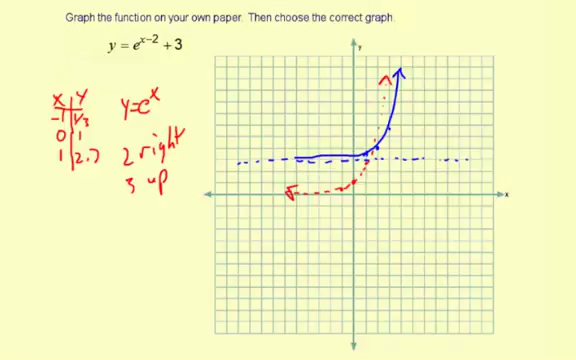 Graph the function on your own paper. Then choose the correct graph.
y = e^{x-2} + 3
x | y
-1 | 1/3
0 | 1
1 | 2.7
y=e^x
2 right
3 up
y
x